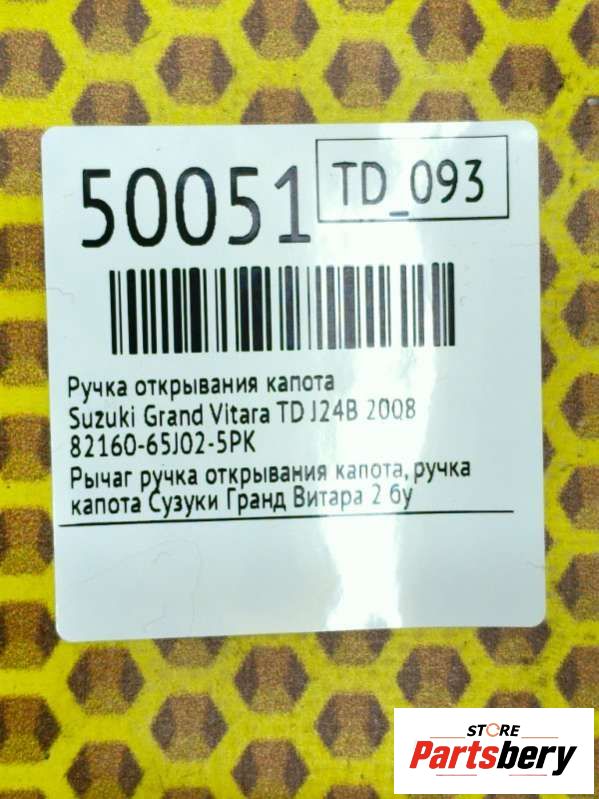 50051
TD_093
Ручка открывания капота
Suzuki Grand Vitara TD J24B 2008
82160-65J02-5PK
Рычаг ручка открывания капота, ручка
капота Сузуки Гранд Витара 2 бу
STORE
Partsbery